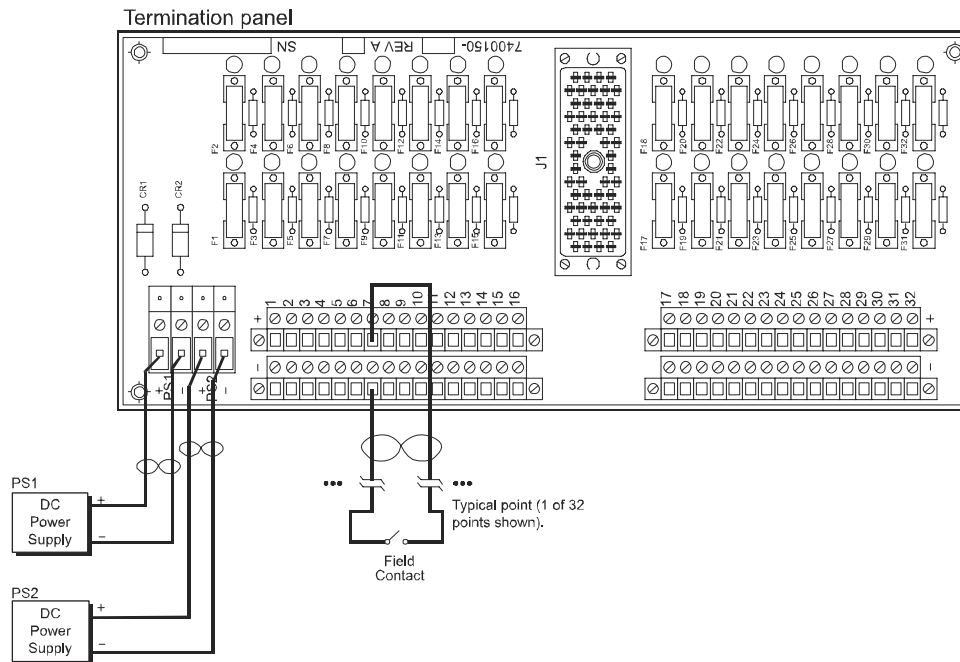 Termination panel
SN
REV A
7400150-
F2
F4
F6
F8
F10
F12
F14
F16
J1
F18
F20
F22
F24
F26
F28
F30
F32
CR1
CR2
F1
F3
F5
F7
F9
F11
F13
F15
F17
F19
F21
F23
F25
F27
F29
F31
1 2 3 4 5 6 7 8 9 10 11 12 13 14 15 16
17 18 19 20 21 22 23 24 25 26 27 28 29 30 31 32
+ +
- -
PS1
+ -
PS2
+ -
PS1
DC
Power
Supply
+
-
••• •••
Typical point (1 of 32
points shown).
Field
Contact
PS2
DC
Power
Supply
+
-